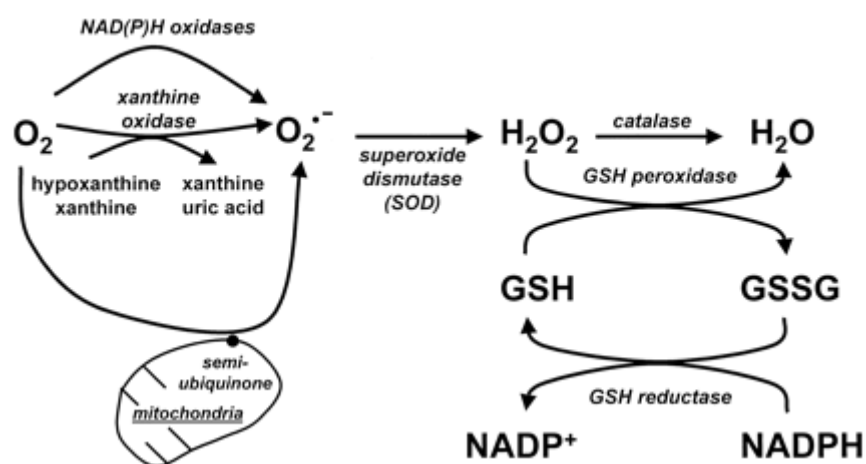 NAD(P)H oxidases
xanthine
oxidase
O₂
O₂•−
H₂O₂
catalase
H₂O
superoxide
dismutase
(SOD)
GSH peroxidase
hypoxanthine
xanthine
xanthine
uric acid
GSH
GSSG
semi-
ubiquinone
mitochondria
GSH reductase
NADP⁺
NADPH